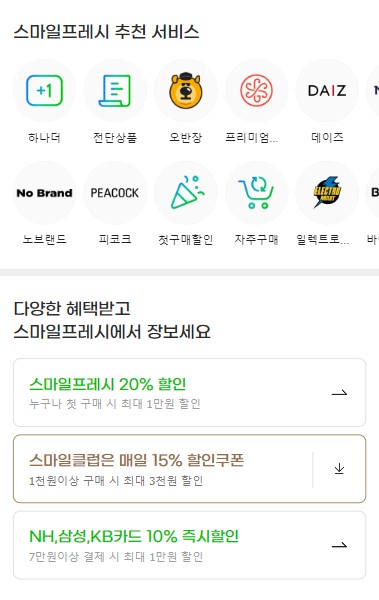 스마일프레시 추천 서비스
+1
하나더
전단상품
오반장
프리미엄...
DAIZ
데이즈
No Brand
노브랜드
PEACOCK
피코크
첫구매할인
자주구매
ELECTRO MART
일렉트로...
다양한 혜택받고
스마일프레시에서 장보세요
스마일프레시 20% 할인
누구나 첫 구매 시 최대 1만원 할인
스마일클럽은 매일 15% 할인쿠폰
1천원이상 구매 시 최대 3천원 할인
NH,삼성,KB카드 10% 즉시할인
7만원이상 결제 시 최대 1만원 할인